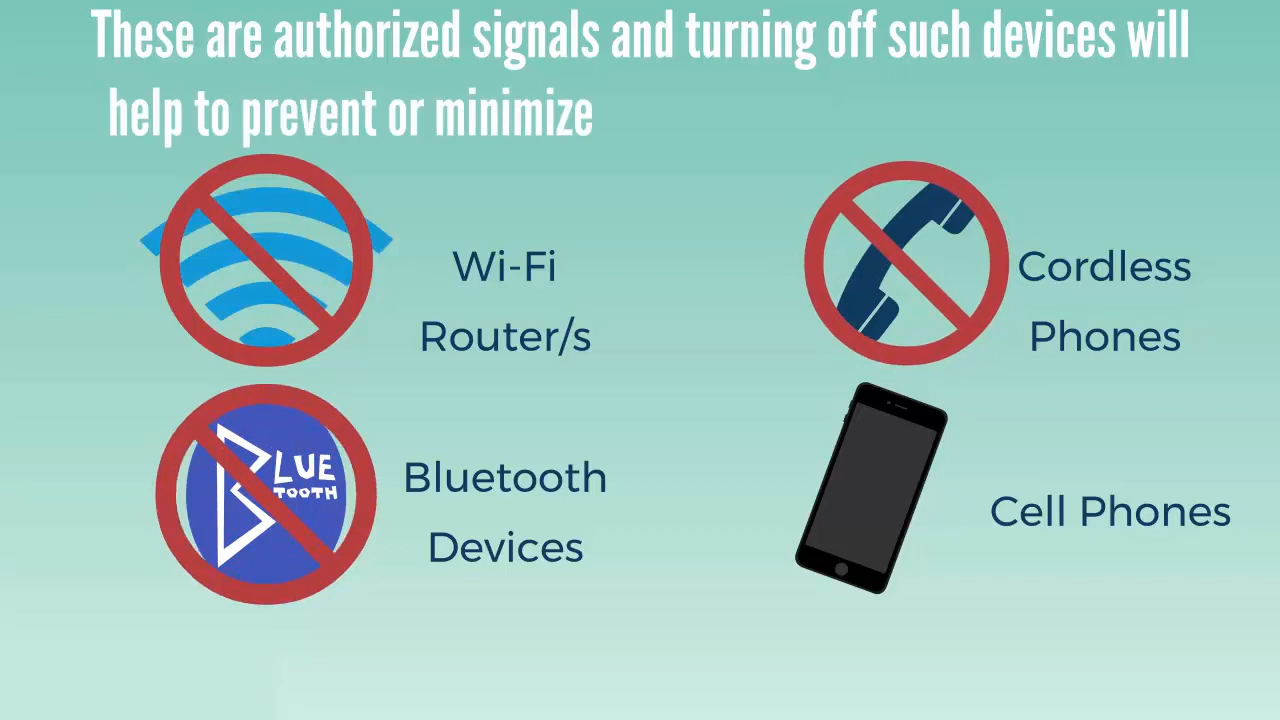 These are authorized signals and turning off such devices will
help to prevent or minimize
Wi-Fi
Router/s
Cordless
Phones
BLUE
TOOTH
Bluetooth
Devices
Cell Phones